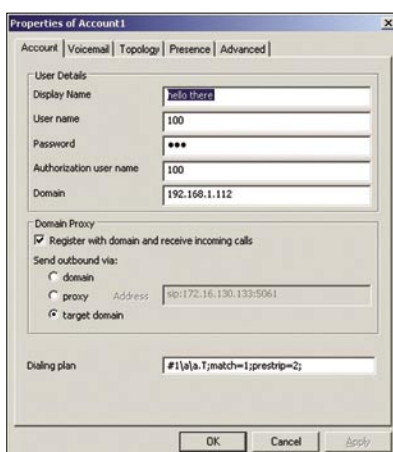 Properties of Account1
Account Voicemail Topology Presence Advanced
User Details
Display Name hello there
User name 100
Password ●●●
Authorization user name 100
Domain 192.168.1.112
Domain Proxy
Register with domain and receive incoming calls
Send outbound via:
domain
proxy Address sip:172.16.130.133:5061
target domain
Dialing plan #1\a\a.T;match=1;prestrip=2;
OK Cancel Apply